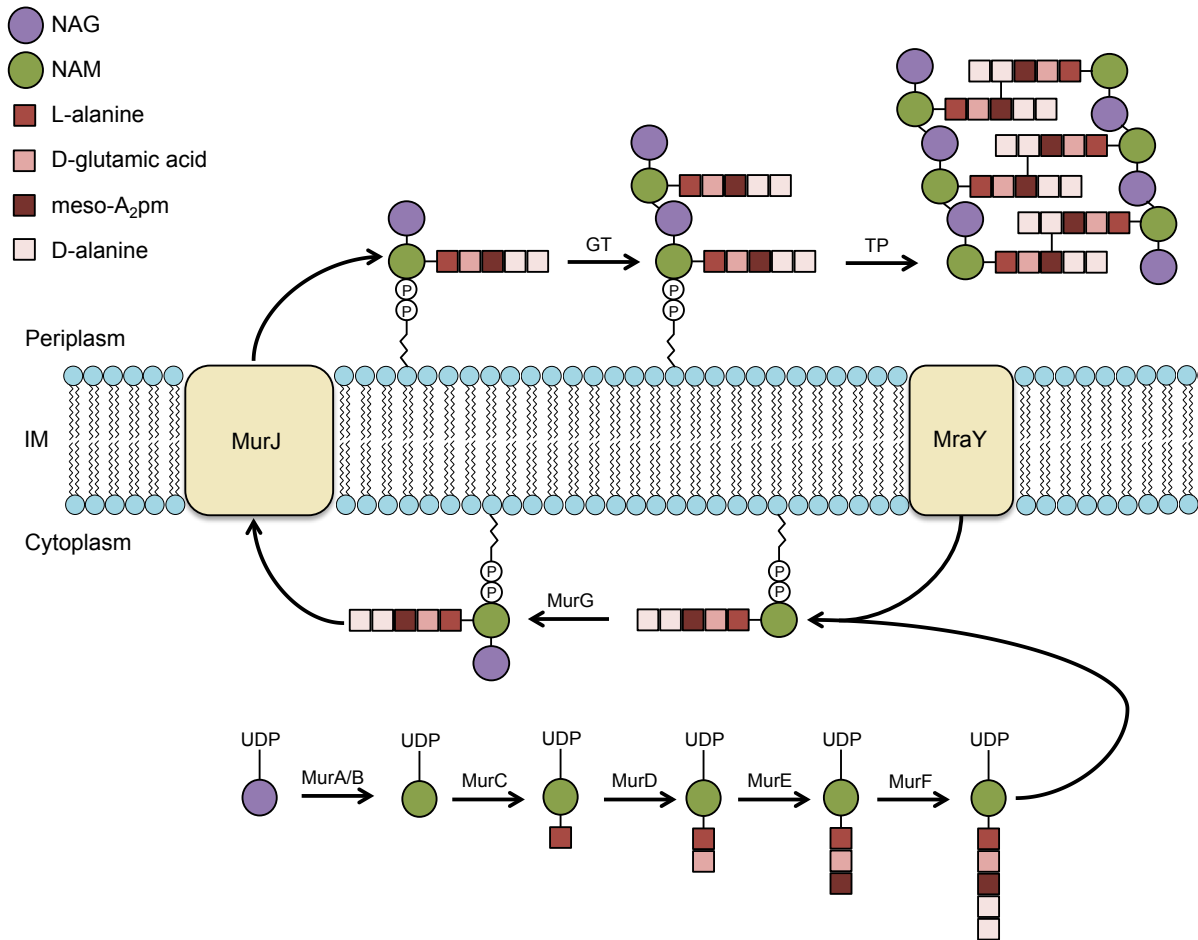 NAG
NAM
L-alanine
D-glutamic acid
meso-A₂pm
D-alanine
GT
TP
P
P
P
P
Periplasm
IM
MurJ
MraY
Cytoplasm
P
P
P
P
MurG
UDP
UDP
UDP
UDP
UDP
UDP
MurA/B
MurC
MurD
MurE
MurF